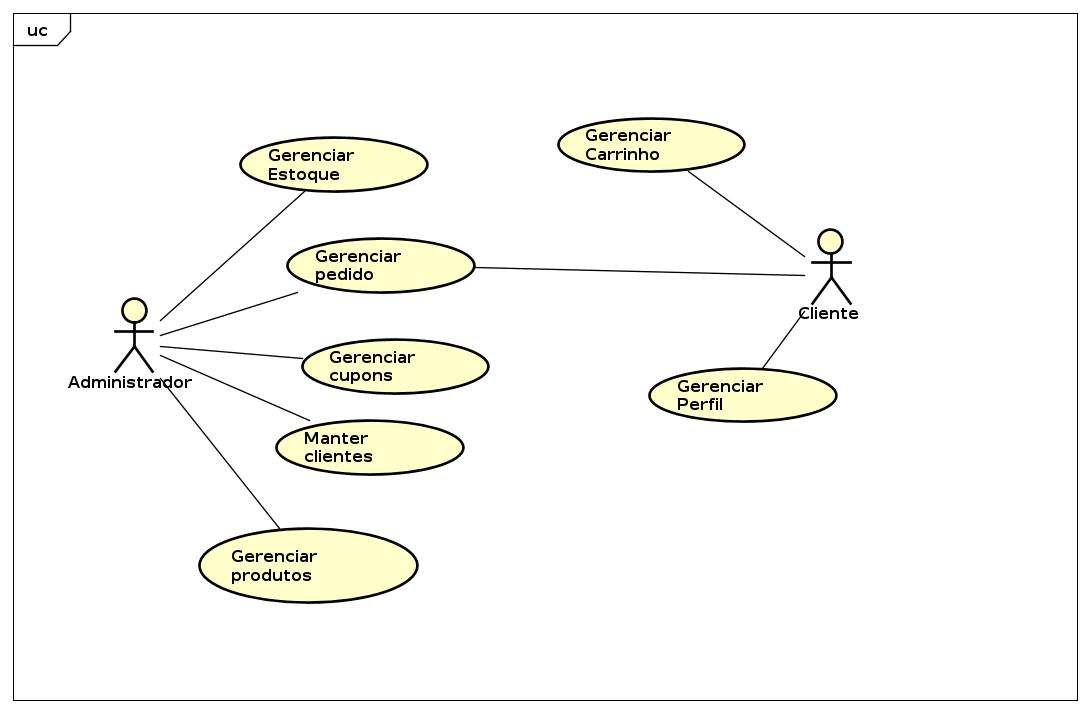 uc
Gerenciar
Estoque
Gerenciar
Carrinho
Gerenciar
pedido
Cliente
Administrador
Gerenciar
cupons
Gerenciar
Perfil
Manter
clientes
Gerenciar
produtos